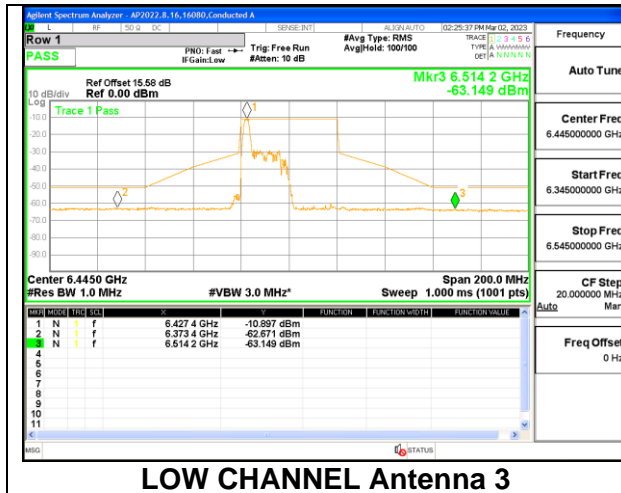 Agilent Spectrum Analyzer - AP2022.8.16,16080,Conducted A
L RF 50 Ω DC SENSE:INT ALIGN AUTO 02:25:37 PM Mar 02, 2023
Row 1 #Avg Type: RMS TRACE 1 2 3 4 5 6
PASS PNO: Fast Trig: Free Run Avg|Hold: 100/100 TYPE A WWWWW
IFGain:Low #Atten: 10 dB DET A N N N N N
Ref Offset 15.58 dB Mkr3 6.514 2 GHz
10 dB/div Ref 0.00 dBm -63.149 dBm
Log
Trace 1 Pass
1
-10.0
-20.0
-30.0
-40.0
-50.0
2
3
-60.0
-70.0
-80.0
-90.0
Center 6.4450 GHz Span 200.0 MHz
#Res BW 1.0 MHz #VBW 3.0 MHz* Sweep 1.000 ms (1001 pts)
MKR MODE TRC SCL X Y FUNCTION FUNCTION WIDTH FUNCTION VALUE
1 N 1 f 6.427 4 GHz -10.897 dBm
2 N 1 f 6.373 4 GHz -62.671 dBm
3 N 1 f 6.514 2 GHz -63.149 dBm
4
5
6
7
8
9
10
11
MSG STATUS
Frequency
Auto Tune
Center Freq
6.445000000 GHz
Start Freq
6.345000000 GHz
Stop Freq
6.545000000 GHz
CF Step
20.000000 MHz
Auto Man
Freq Offset
0 Hz
LOW CHANNEL Antenna 3